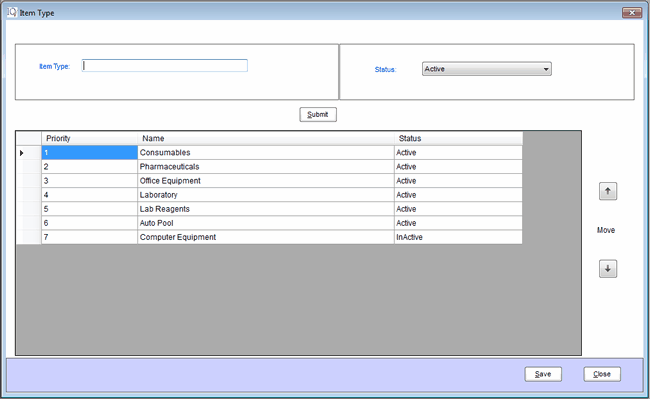 Item Type
Item Type:
Status: Active
Submit
Priority Name Status
1 Consumables Active
2 Pharmaceuticals Active
3 Office Equipment Active
4 Laboratory Active
5 Lab Reagents Active
6 Auto Pool Active
7 Computer Equipment InActive
Move
Save Close